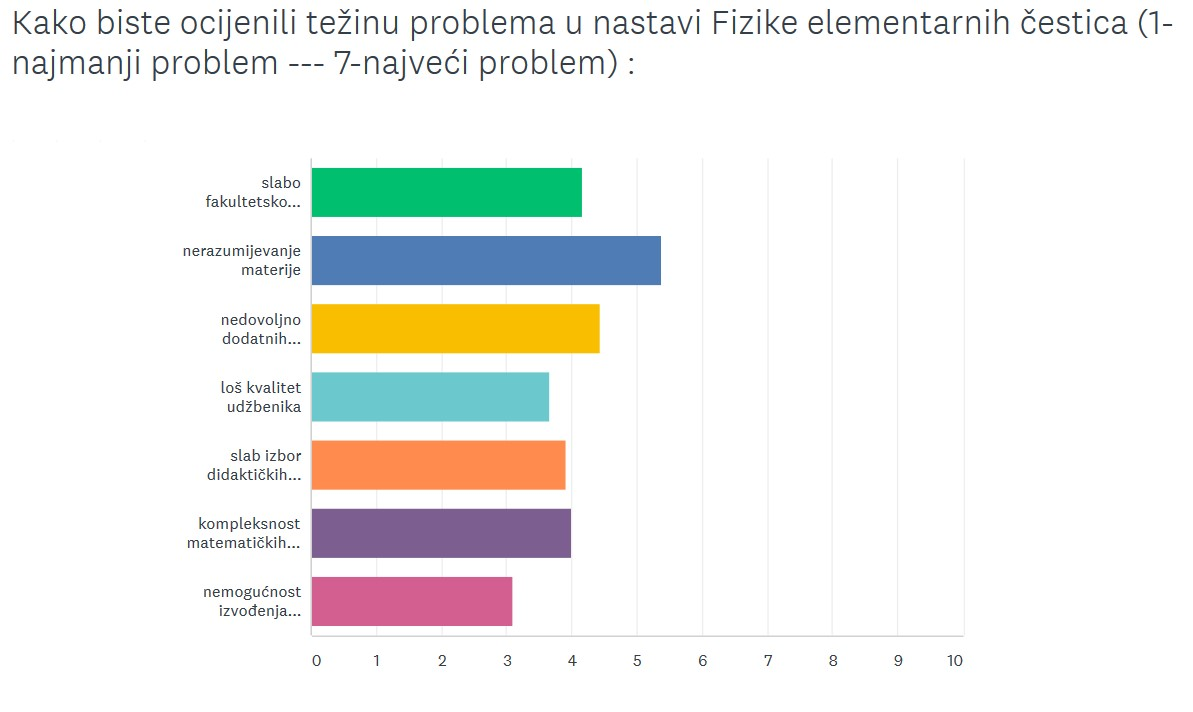 Kako biste ocijenili težinu problema u nastavi Fizike elementarnih čestica (1-
najmanji problem --- 7-najveći problem) :
slabo
fakultetsko...
nerazumijevanje
materije
nedovoljno
dodatnih...
loš kvalitet
udžbenika
slab izbor
didaktičkih...
kompleksnost
matematičkih...
nemogućnost
izvođenja...
0 1 2 3 4 5 6 7 8 9 10